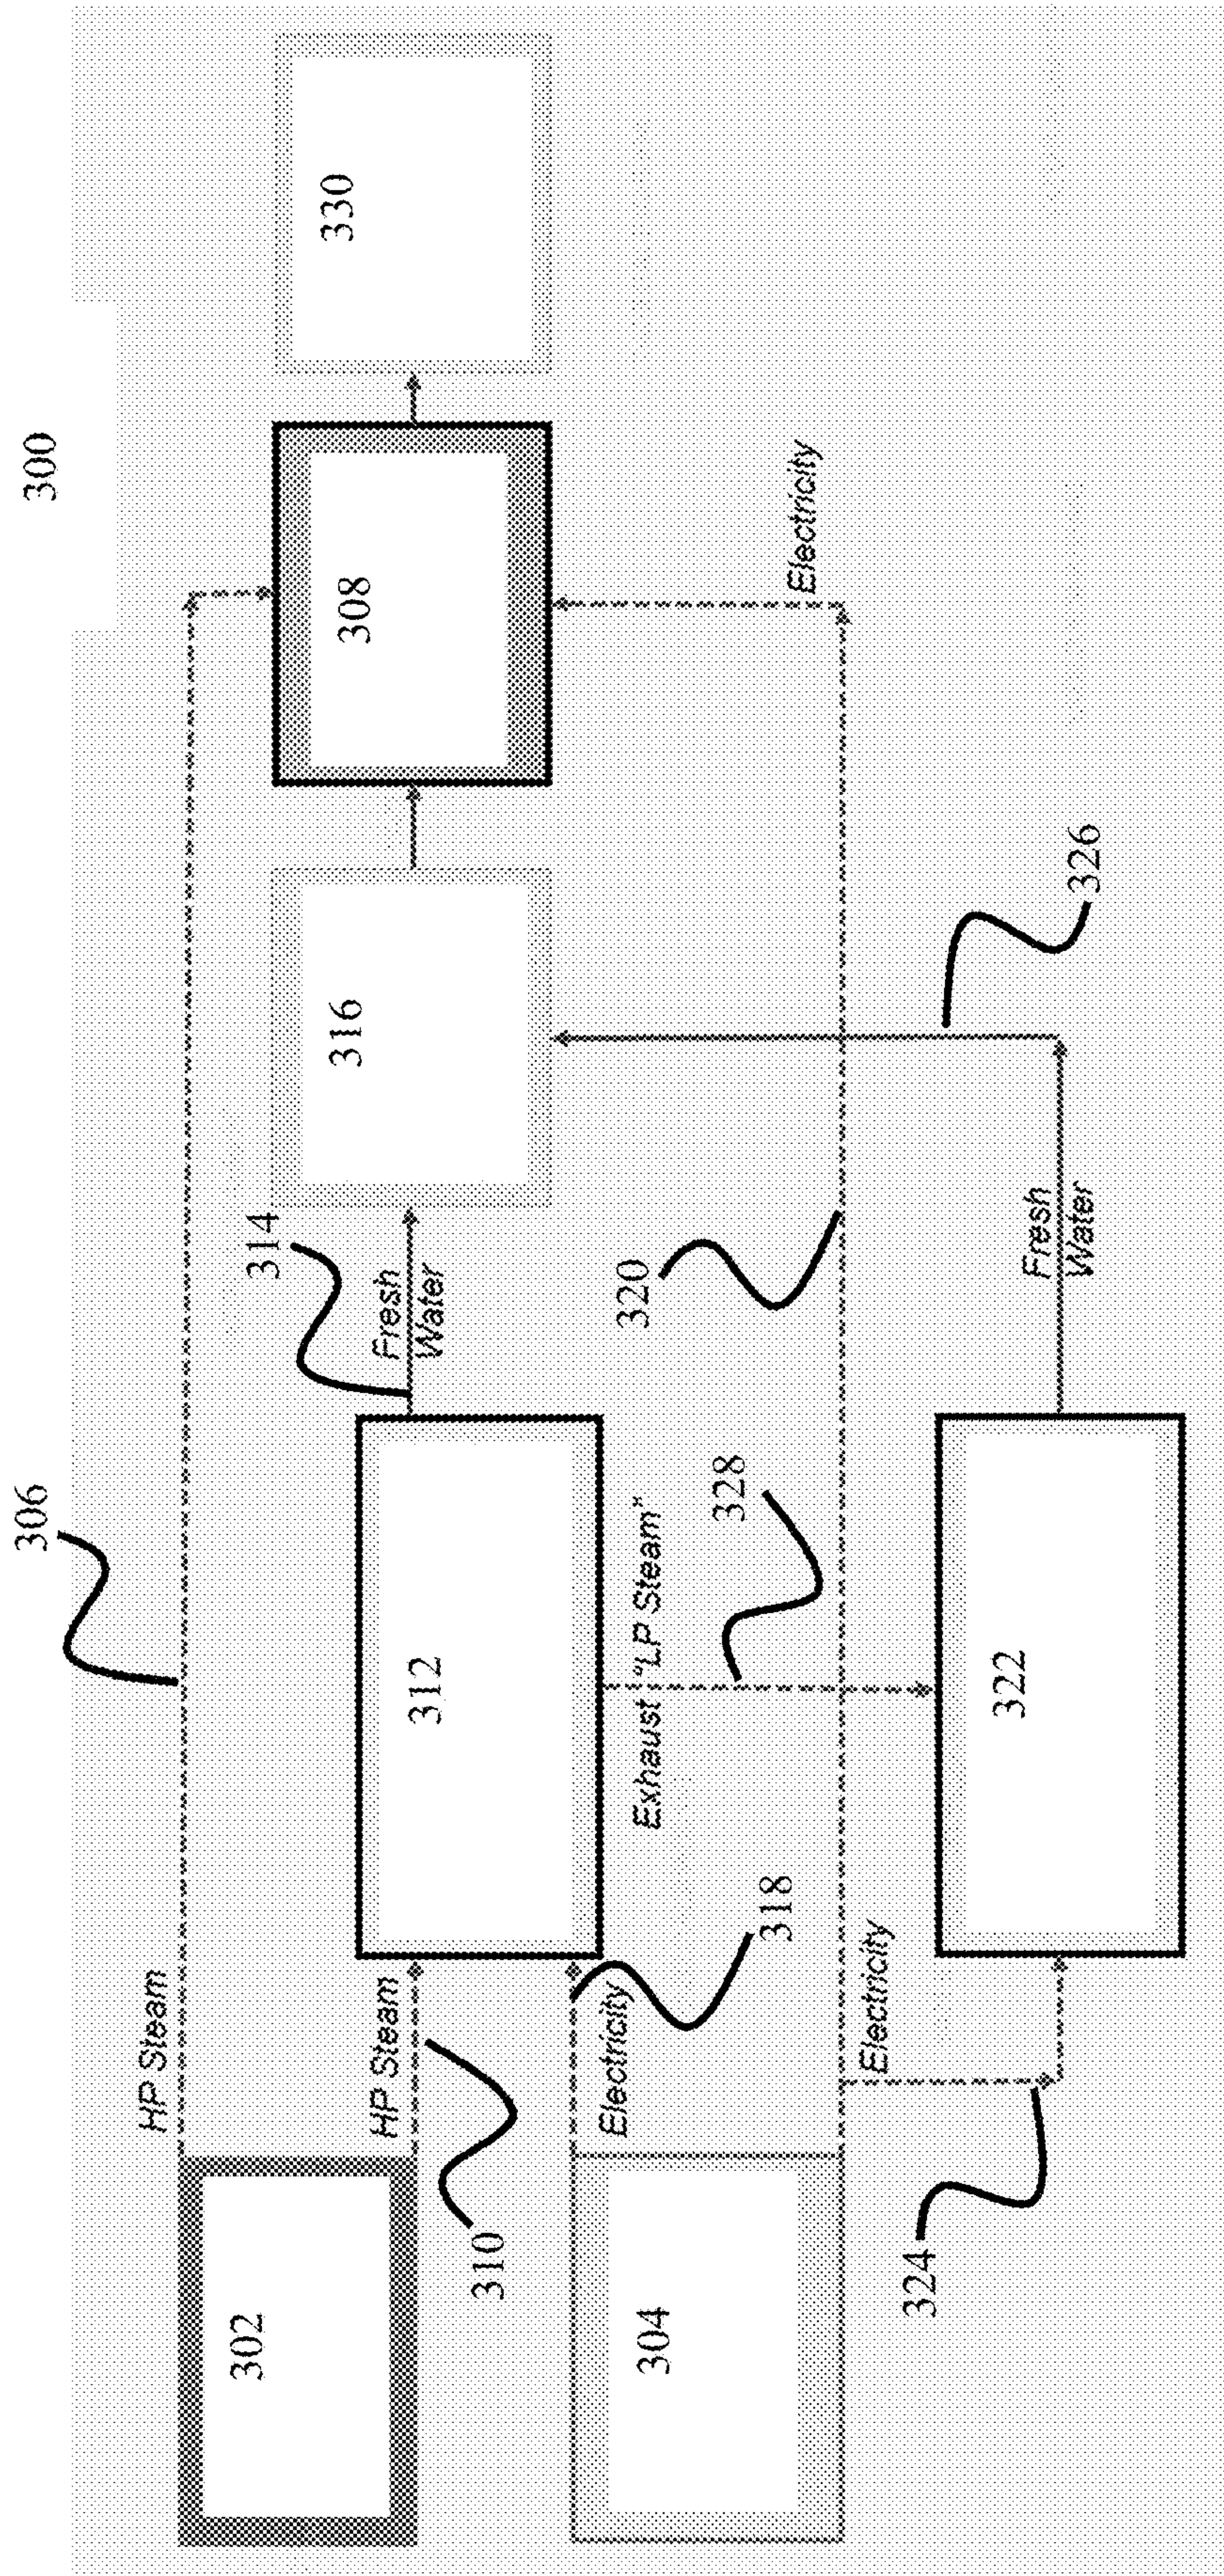 300
306
HP Steam
302
HP Steam
310
312
314
Fresh
Water
316
308
330
304
Electricity
318
Exhaust "LP Steam"
328
320
Electricity
Electricity
324
322
Fresh
Water
326